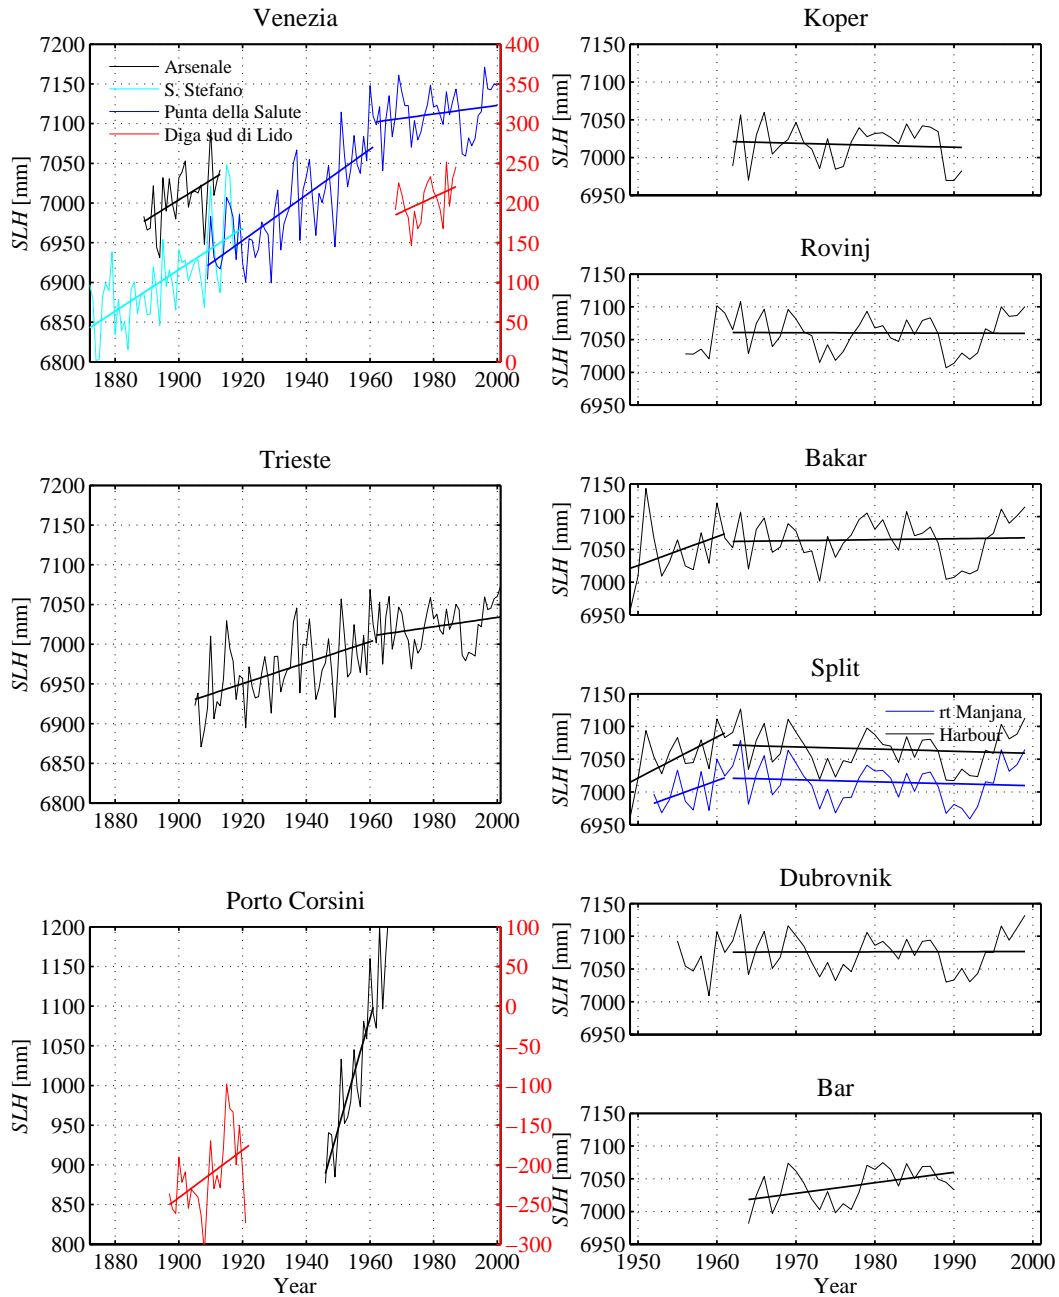 Venezia
7200
7150
7100
7050
7000
6950
6900
6850
6800
SLH [mm]
Arsenale
S. Stefano
Punta della Salute
Diga sud di Lido
400
350
300
250
200
150
100
50
0
1880 1900 1920 1940 1960 1980 2000
Trieste
7200
7150
7100
7050
7000
6950
6900
6850
6800
SLH [mm]
1880 1900 1920 1940 1960 1980 2000
Porto Corsini
1200
1150
1100
1050
1000
950
900
850
800
SLH [mm]
100
50
0
−50
−100
−150
−200
−250
−300
1880 1900 1920 1940 1960 1980 2000
Year
Koper
7150
7100
7050
7000
6950
SLH [mm]
Rovinj
7150
7100
7050
7000
6950
SLH [mm]
Bakar
7150
7100
7050
7000
6950
SLH [mm]
Split
7150
7100
7050
7000
6950
SLH [mm]
rt Manjana
Harbour
Dubrovnik
7150
7100
7050
7000
6950
SLH [mm]
Bar
7150
7100
7050
7000
6950
SLH [mm]
1950 1960 1970 1980 1990 2000
Year